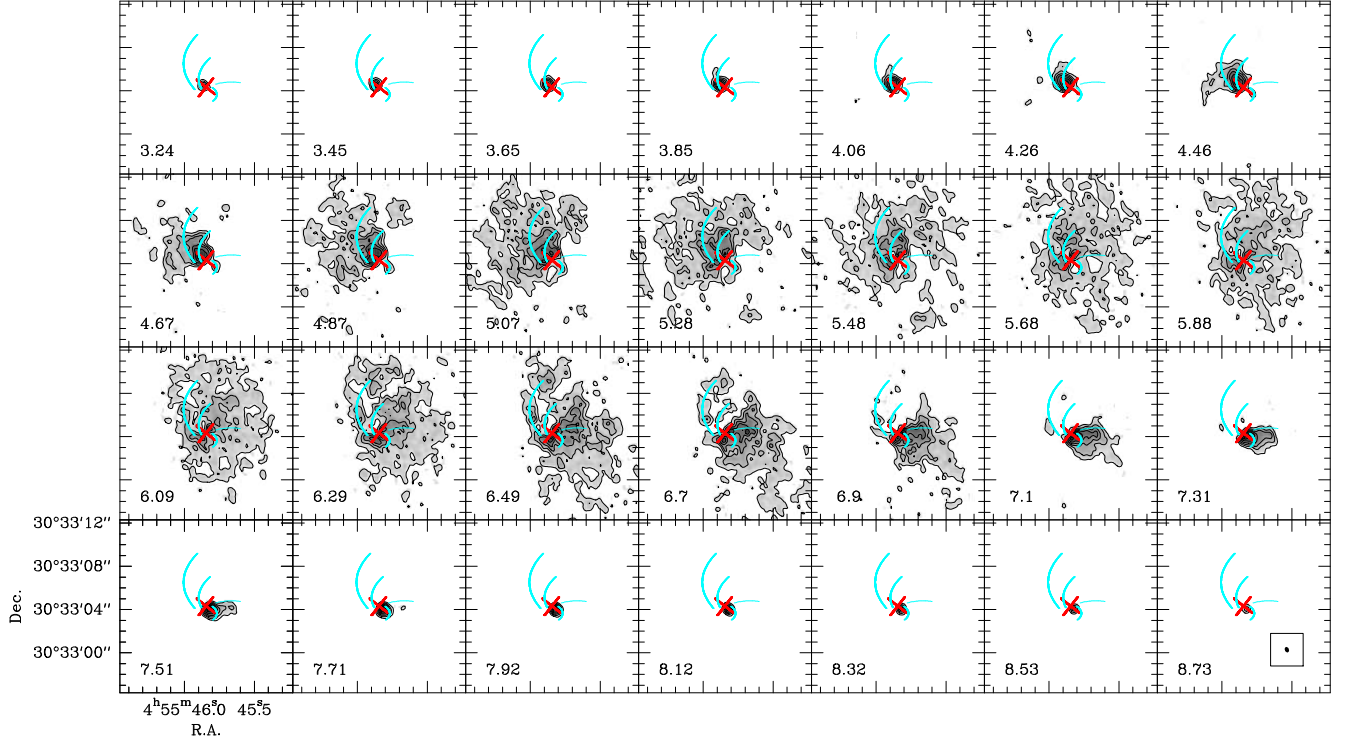 3.24 3.45 3.65 3.85 4.06 4.26 4.46
4.67 4.87 5.07 5.28 5.48 5.68 5.88
6.09 6.29 6.49 6.7 6.9 7.1 7.31
30°33'12"
30°33'08"
Dec.
30°33'04"
30°33'00"
7.51 7.71 7.92 8.12 8.32 8.53 8.73
4h55m46s.0 45s.5
R.A.